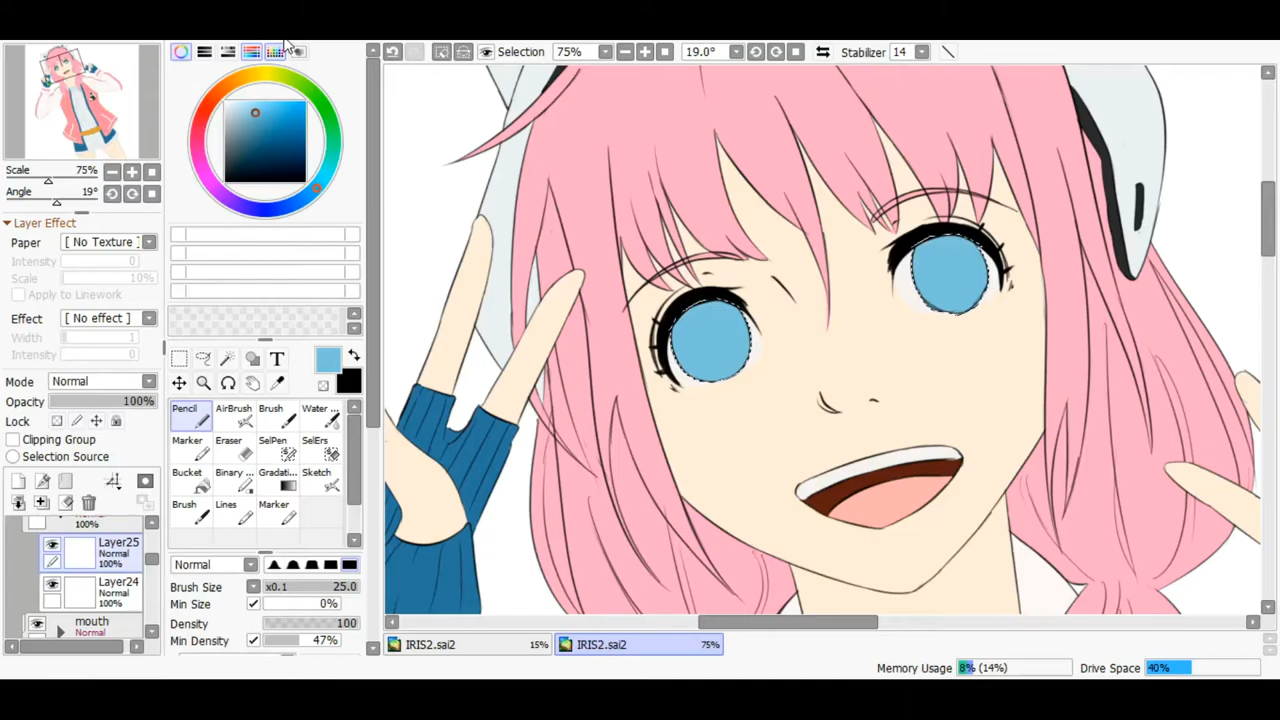 Selection 75% 19.0° Stabilizer 14
Scale 75%
Angle 19°
Layer Effect
Paper [ No Texture ]
Intensity 0
Scale 10%
Apply to Linework
Effect [ No effect ]
Width 1
Intensity
Mode Normal
Opacity 100%
Lock
Clipping Group
Selection Source
100%
Layer25
Normal
100%
Layer24
Normal
100%
mouth
Normal
T
Pencil AirBrush Brush Water ...
Marker Eraser SelPen SelErs
Bucket Binary ... Gradati... Sketch
Brush Lines Marker
Normal
Brush Size x0.1 25.0
Min Size 0%
Density 100
Min Density 47%
IRIS2.sai2 15% IRIS2.sai2 75%
Memory Usage 8% (14%) Drive Space 40%